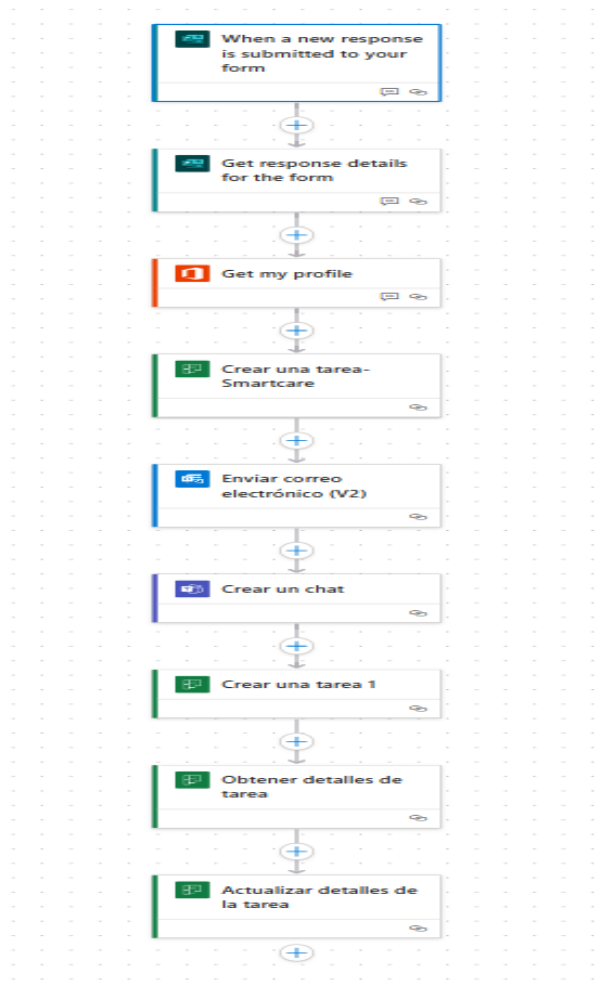 When a new response
is submitted to your
form
Get response details
for the form
Get my profile
Crear una tarea-
Smartcare
Enviar correo
electrónico (V2)
Crear un chat
Crear una tarea 1
Obtener detalles de
tarea
Actualizar detalles de
la tarea